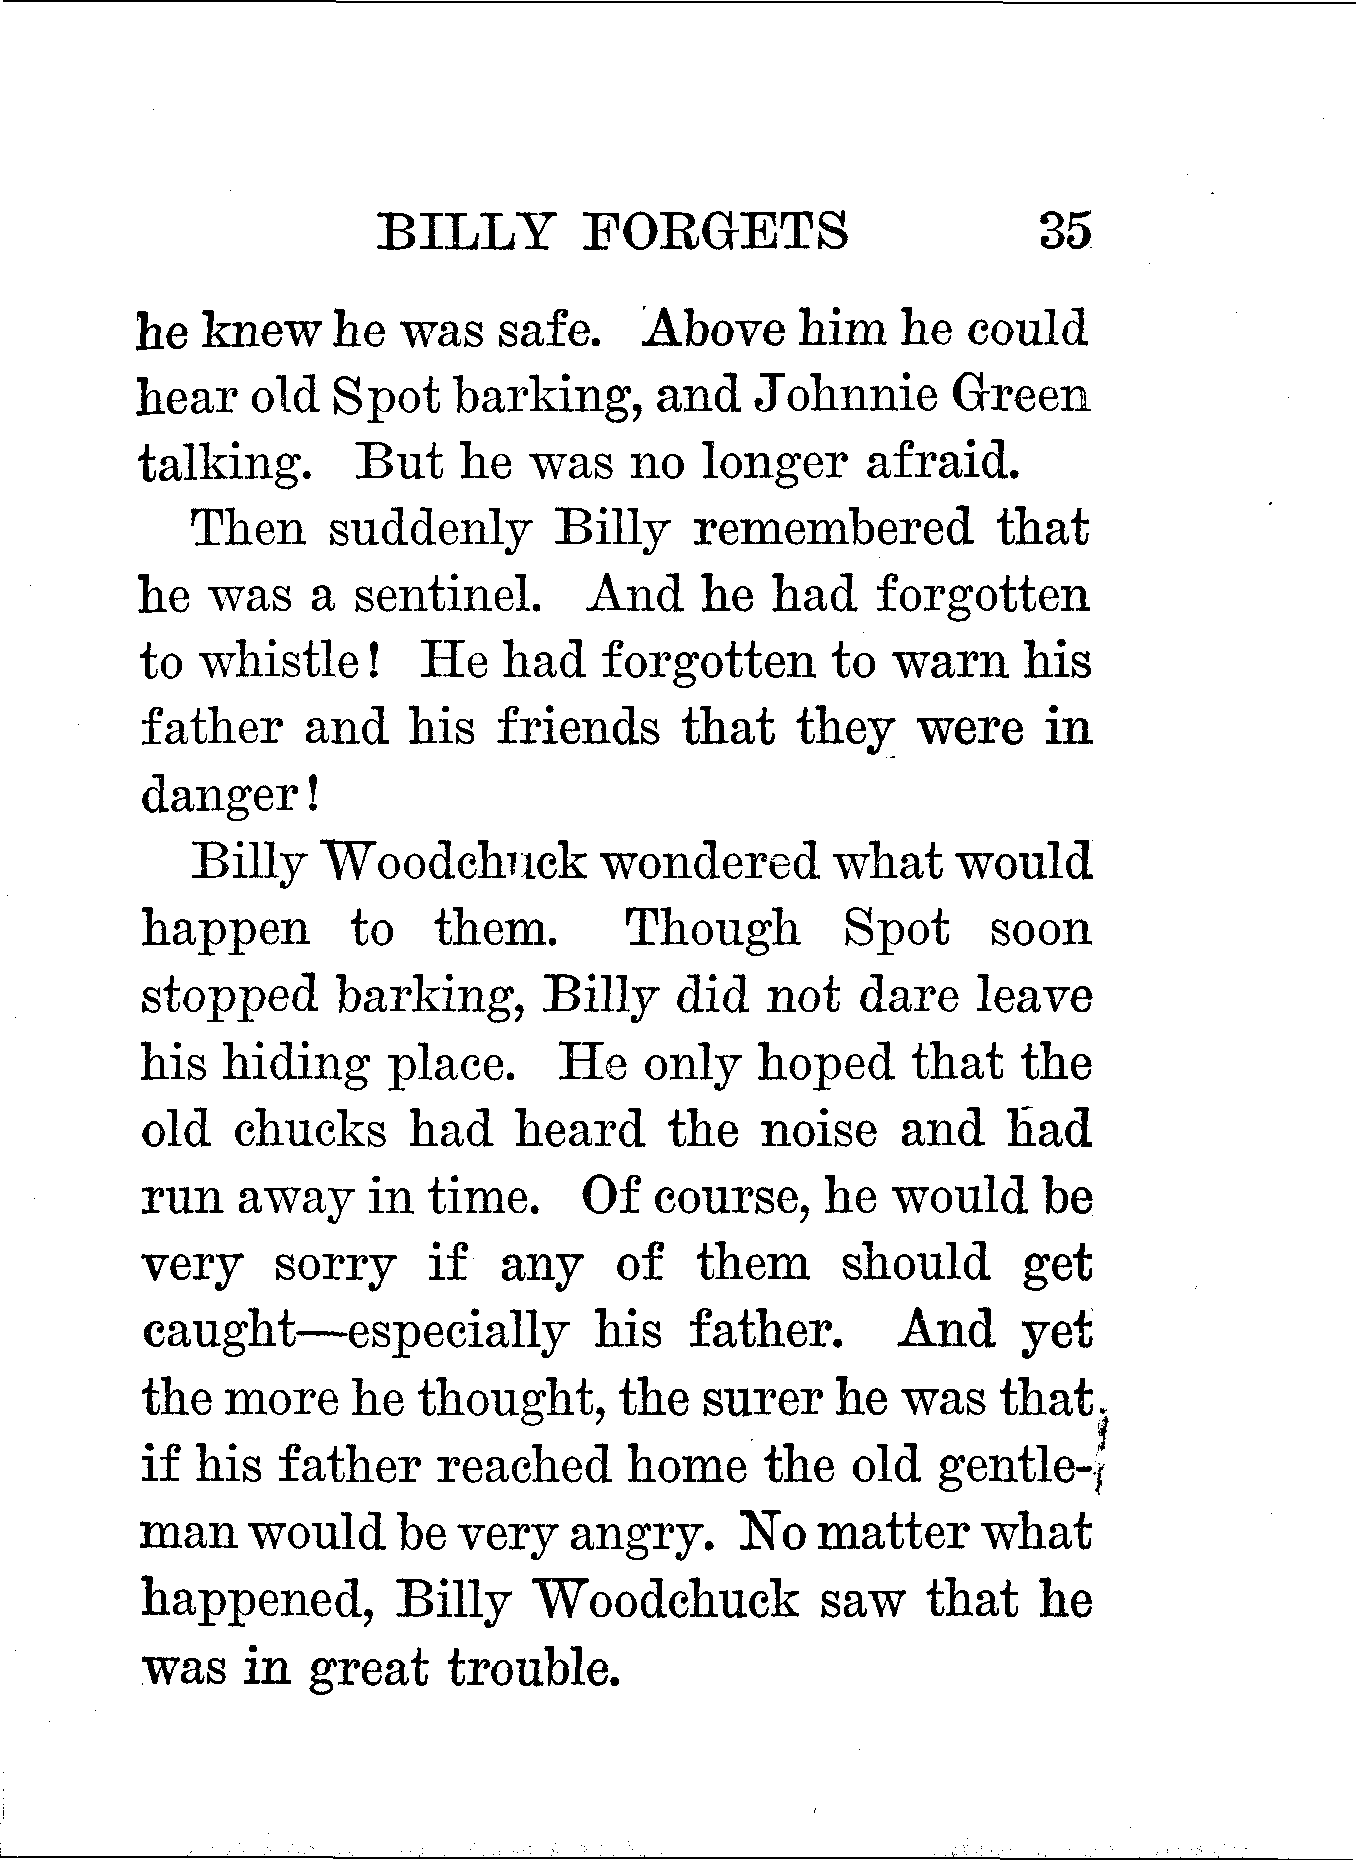 BILLY FORGETS 35
he knew he was safe. Above him he could
hear old Spot barking, and Johnnie Green
talking. But he was no longer afraid.
Then suddenly Billy remembered that
he was a sentinel. And he had forgotten
to whistle! He had forgotten to warn his
father and his friends that they were in
danger!
Billy Woodchuck wondered what would
happen to them. Though Spot soon
stopped barking, Billy did not dare leave
his hiding place. He only hoped that the
old chucks had heard the noise and had
run away in time. Of course, he would be
very sorry if any of them should get
caught—especially his father. And yet
the more he thought, the surer he was that
if his father reached home the old gentle-
man would be very angry. No matter what
happened, Billy Woodchuck saw that he
was in great trouble.